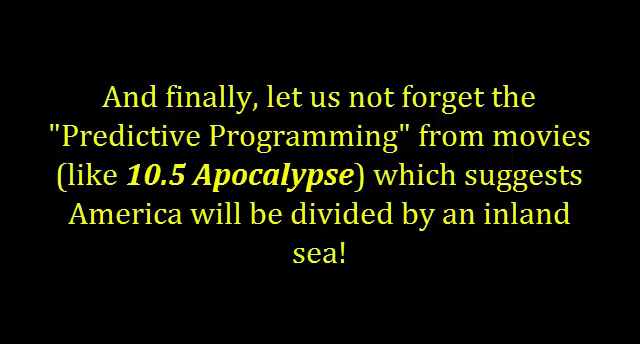 And finally, let us not forget the
"Predictive Programming" from movies
(like 10.5 Apocalypse) which suggests
America will be divided by an inland
sea!